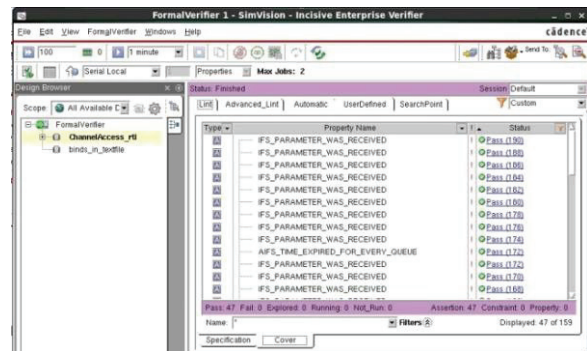 FormalVerifier 1 - SimVision - Incisive Enterprise Verifier
File Edit View FormalVerifier Windows Help
cādence
100 0 1 minute Send To:
Serial Local Properties Max Jobs: 2
Design Browser
Status: Finished Session Default
Scope: All Available
Lint Advanced_Lint Automatic UserDefined SearchPoint Custom
FormalVerifier
ChannelAccess_rtl
binds_in_textfile
Type Property Name ! Status
IFS_PARAMETER_WAS_RECEIVED ! Pass (190)
IFS_PARAMETER_WAS_RECEIVED ! Pass (188)
IFS_PARAMETER_WAS_RECEIVED ! Pass (186)
IFS_PARAMETER_WAS_RECEIVED ! Pass (184)
IFS_PARAMETER_WAS_RECEIVED ! Pass (182)
IFS_PARAMETER_WAS_RECEIVED ! Pass (180)
IFS_PARAMETER_WAS_RECEIVED ! Pass (178)
IFS_PARAMETER_WAS_RECEIVED ! Pass (176)
IFS_PARAMETER_WAS_RECEIVED ! Pass (174)
AIFS_TIME_EXPIRED_FOR_EVERY_QUEUE ! Pass (172)
IFS_PARAMETER_WAS_RECEIVED ! Pass (172)
IFS_PARAMETER_WAS_RECEIVED ! Pass (170)
IFS_PARAMETER_WAS_RECEIVED ! Pass (168)
Pass: 47 Fail: 0 Explored: 0 Running: 0 Not_Run: 0 Assertion: 47 Constraint: 0 Property: 0
Name: * Filters Displayed: 47 of 159
Specification Cover